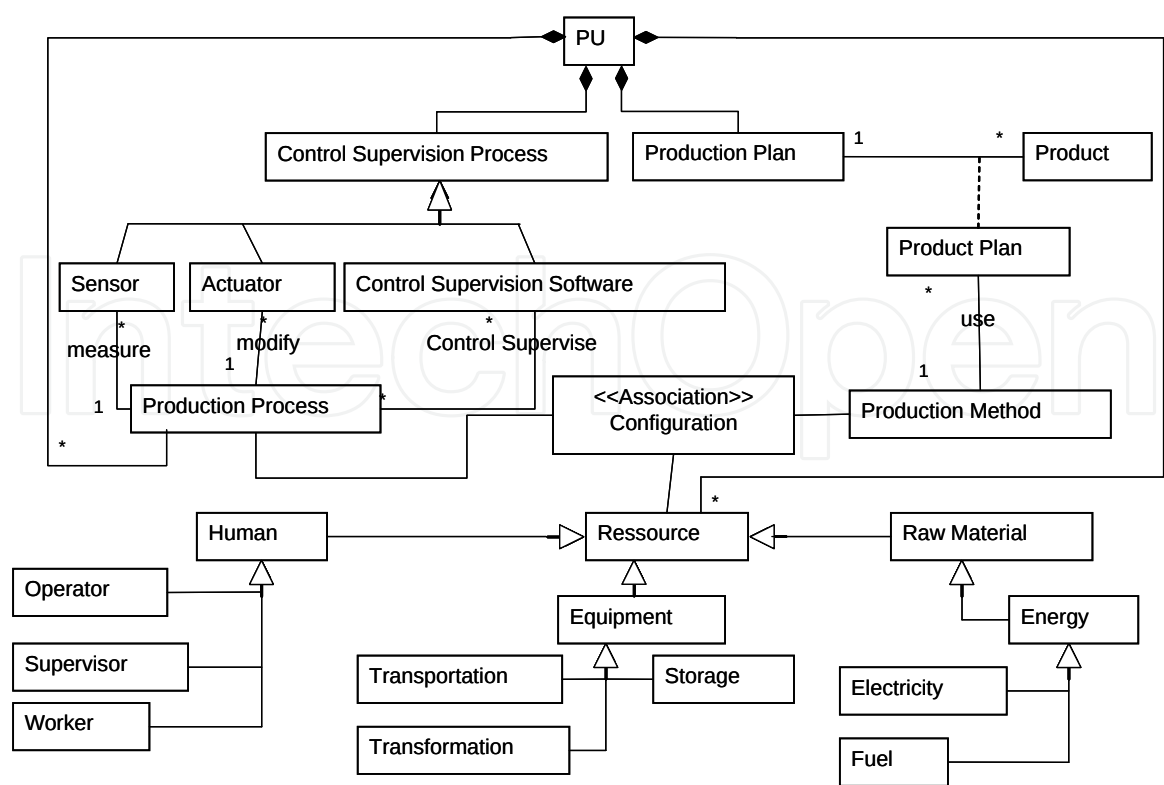 PU
Control Supervision Process
Production Plan
1
*
Product
Product Plan
Sensor
Actuator
Control Supervision Software
*
*
*
*
measure
modify
Control Supervise
use
1
1
1
*
Production Process
<<Association>>
Configuration
Production Method
*
*
Human
Ressource
Raw Material
Operator
Equipment
Energy
Supervisor
Transportation
Storage
Electricity
Worker
Transformation
Fuel
IntechOpen